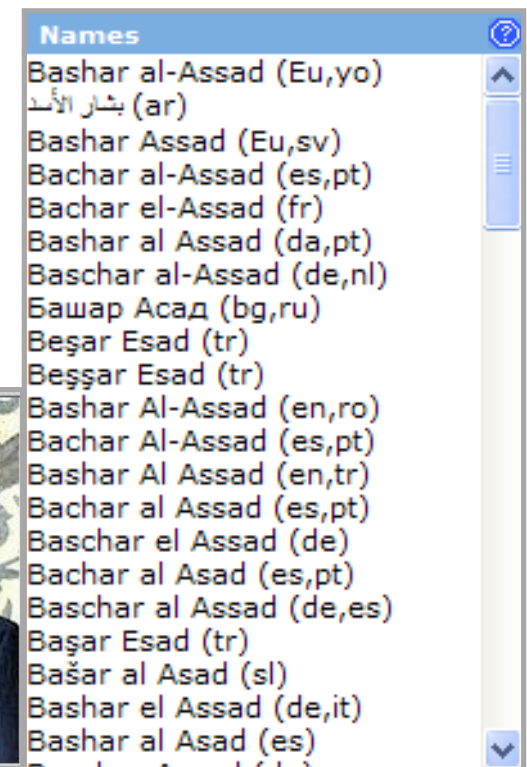 Names
Bashar al-Assad (Eu,yo)
بشار الأسد (ar)
Bashar Assad (Eu,sv)
Bachar al-Assad (es,pt)
Bachar el-Assad (fr)
Bashar al Assad (da,pt)
Baschar al-Assad (de,nl)
Башар Асад (bg,ru)
Beşar Esad (tr)
Beşşar Esad (tr)
Bashar Al-Assad (en,ro)
Bachar Al-Assad (es,pt)
Bashar Al Assad (en,tr)
Bachar al Assad (es,pt)
Baschar el Assad (de)
Bachar al Asad (es,pt)
Baschar al Assad (de,es)
Başar Esad (tr)
Bašar al Asad (sl)
Bashar el Assad (de,it)
Bashar al Asad (es)